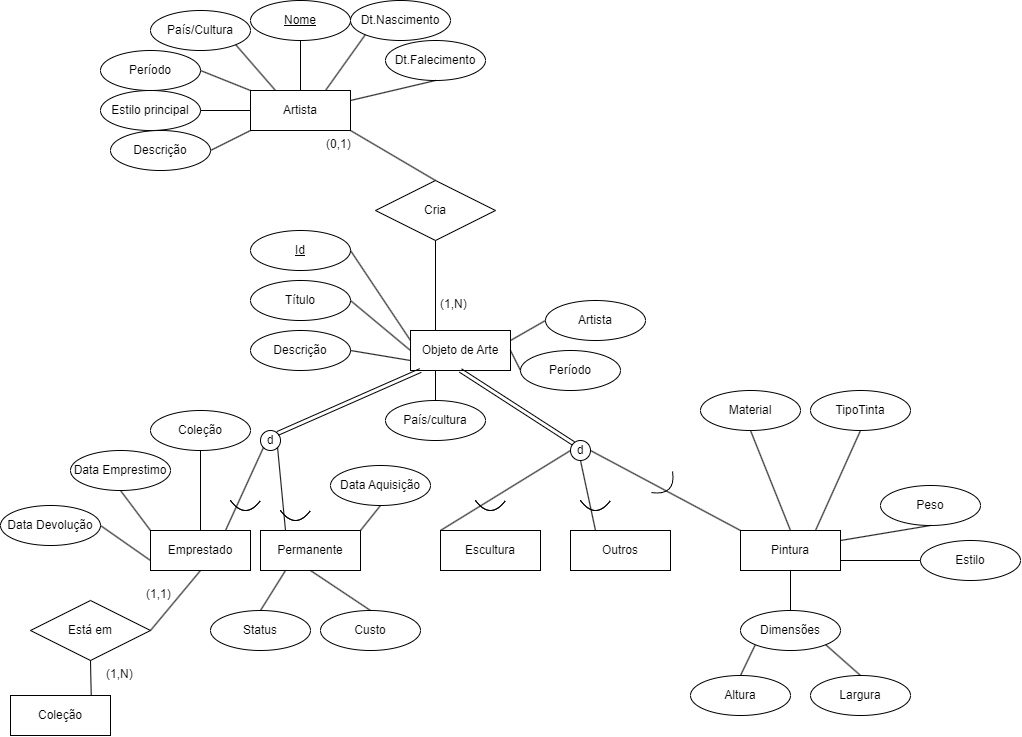 Nome
Dt.Nascimento
País/Cultura
Dt.Falecimento
Período
Estilo principal
Artista
Descrição
(0,1)
Cria
Id
Título
(1,N)
Artista
Descrição
Objeto de Arte
Período
País/cultura
Material
TipoTinta
Coleção
d
d
Data Emprestimo
Data Aquisição
Data Devolução
Peso
Emprestado
Permanente
Escultura
Outros
Pintura
Estilo
(1,1)
Está em
Status
Custo
Dimensões
(1,N)
Altura
Largura
Coleção